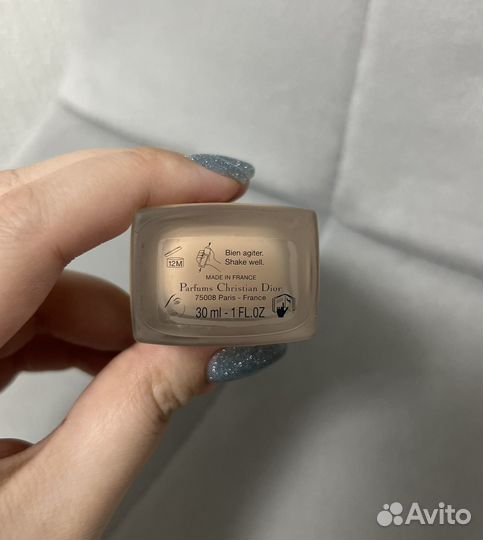 12M
Bien agiter.
Shake well.
MADE IN FRANCE
Parfums Christian Dior
75008 Paris - France
30 ml - 1 FL.OZ
Avito